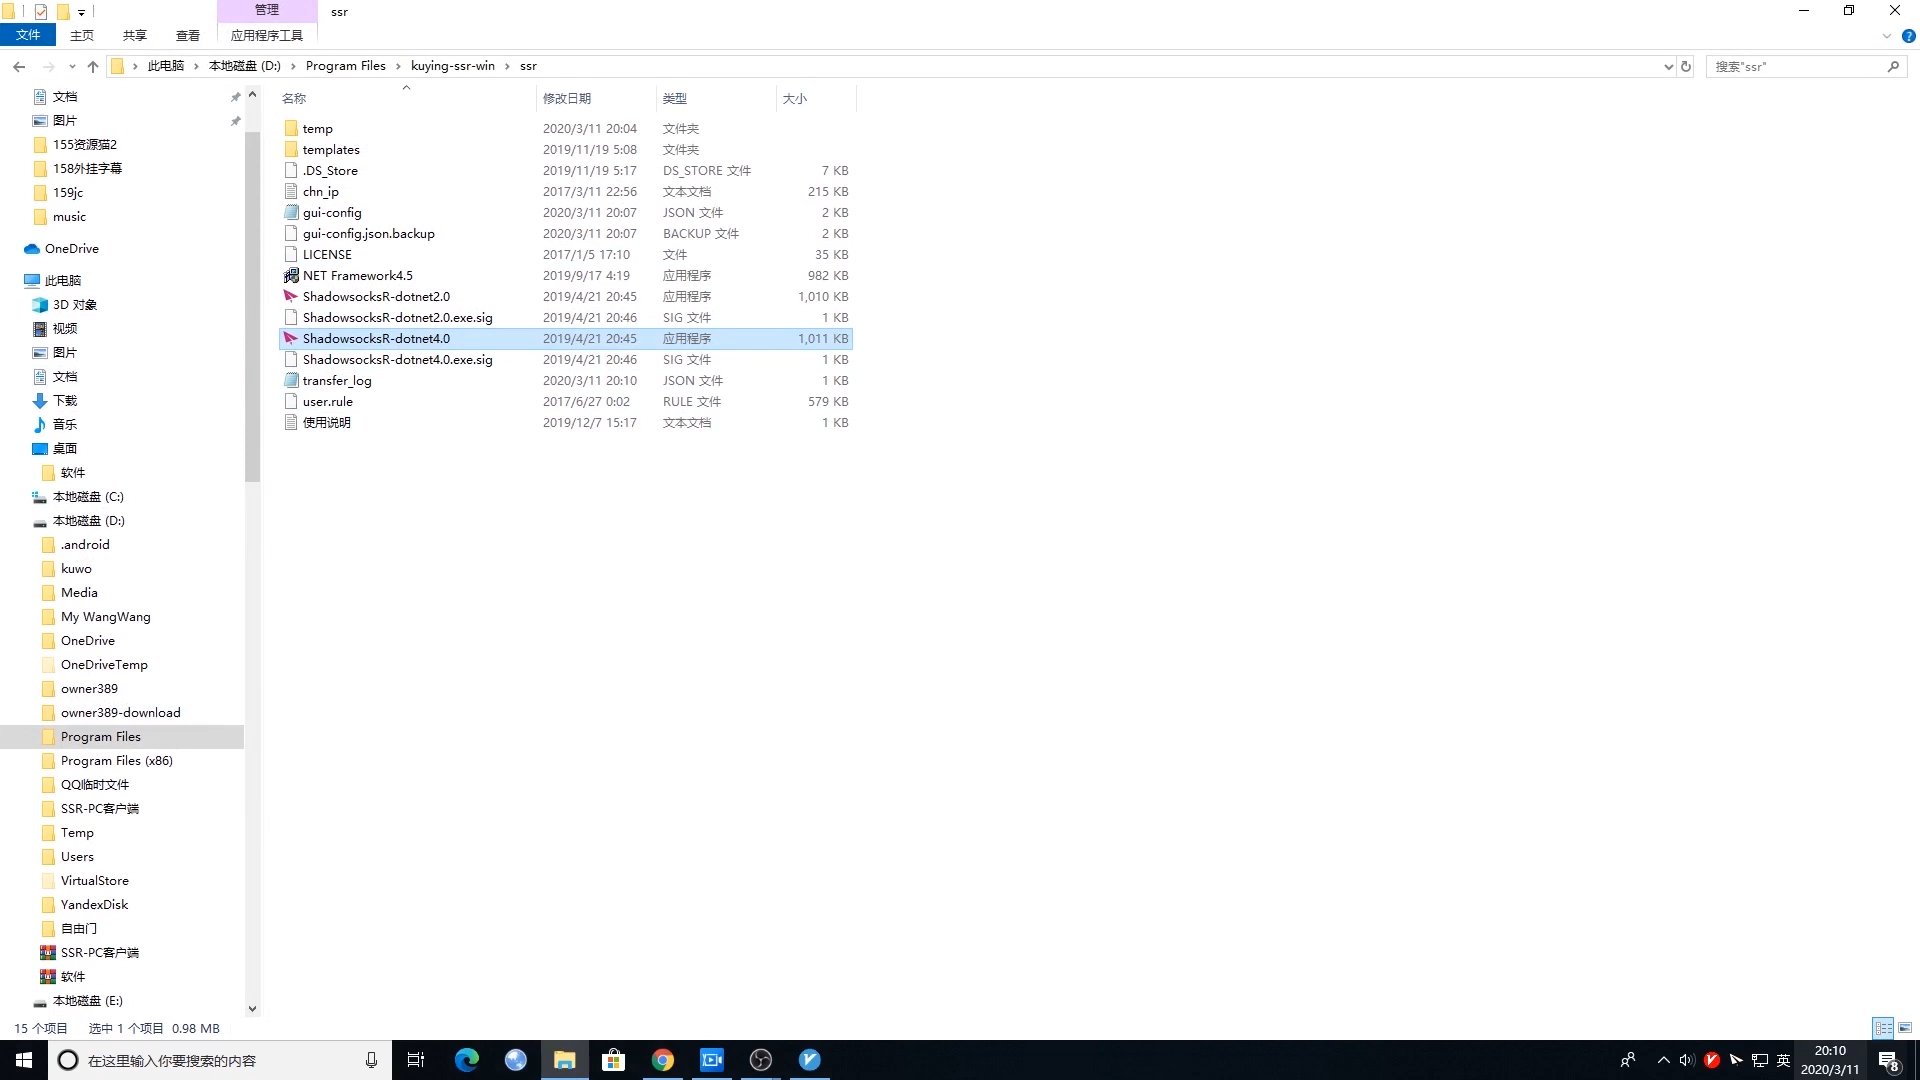 管理
ssr
文件
主页
共享
查看
应用程序工具
此电脑 › 本地磁盘 (D:) › Program Files › kuying-ssr-win › ssr
搜索"ssr"
名称 修改日期 类型 大小
temp 2020/3/11 20:04 文件夹
templates 2019/11/19 5:08 文件夹
.DS_Store 2019/11/19 5:17 DS_STORE 文件 7 KB
chn_ip 2017/3/11 22:56 文本文档 215 KB
gui-config 2020/3/11 20:07 JSON 文件 2 KB
gui-config.json.backup 2020/3/11 20:07 BACKUP 文件 2 KB
LICENSE 2017/1/5 17:10 文件 35 KB
NET Framework4.5 2019/9/17 4:19 应用程序 982 KB
ShadowsocksR-dotnet2.0 2019/4/21 20:45 应用程序 1,010 KB
ShadowsocksR-dotnet2.0.exe.sig 2019/4/21 20:46 SIG 文件 1 KB
ShadowsocksR-dotnet4.0 2019/4/21 20:45 应用程序 1,011 KB
ShadowsocksR-dotnet4.0.exe.sig 2019/4/21 20:46 SIG 文件 1 KB
transfer_log 2020/3/11 20:10 JSON 文件 1 KB
user.rule 2017/6/27 0:02 RULE 文件 579 KB
使用说明 2019/12/7 15:17 文本文档 1 KB
文档
图片
155资源猫2
158外挂字幕
159jc
music
OneDrive
此电脑
3D 对象
视频
图片
文档
下载
音乐
桌面
软件
本地磁盘 (C:)
本地磁盘 (D:)
.android
kuwo
Media
My WangWang
OneDrive
OneDriveTemp
owner389
owner389-download
Program Files
Program Files (x86)
QQ临时文件
SSR-PC客户端
Temp
Users
VirtualStore
YandexDisk
自由门
SSR-PC客户端
软件
本地磁盘 (E:)
15 个项目 选中 1 个项目 0.98 MB
在这里输入你要搜索的内容
英
20:10
2020/3/11
8